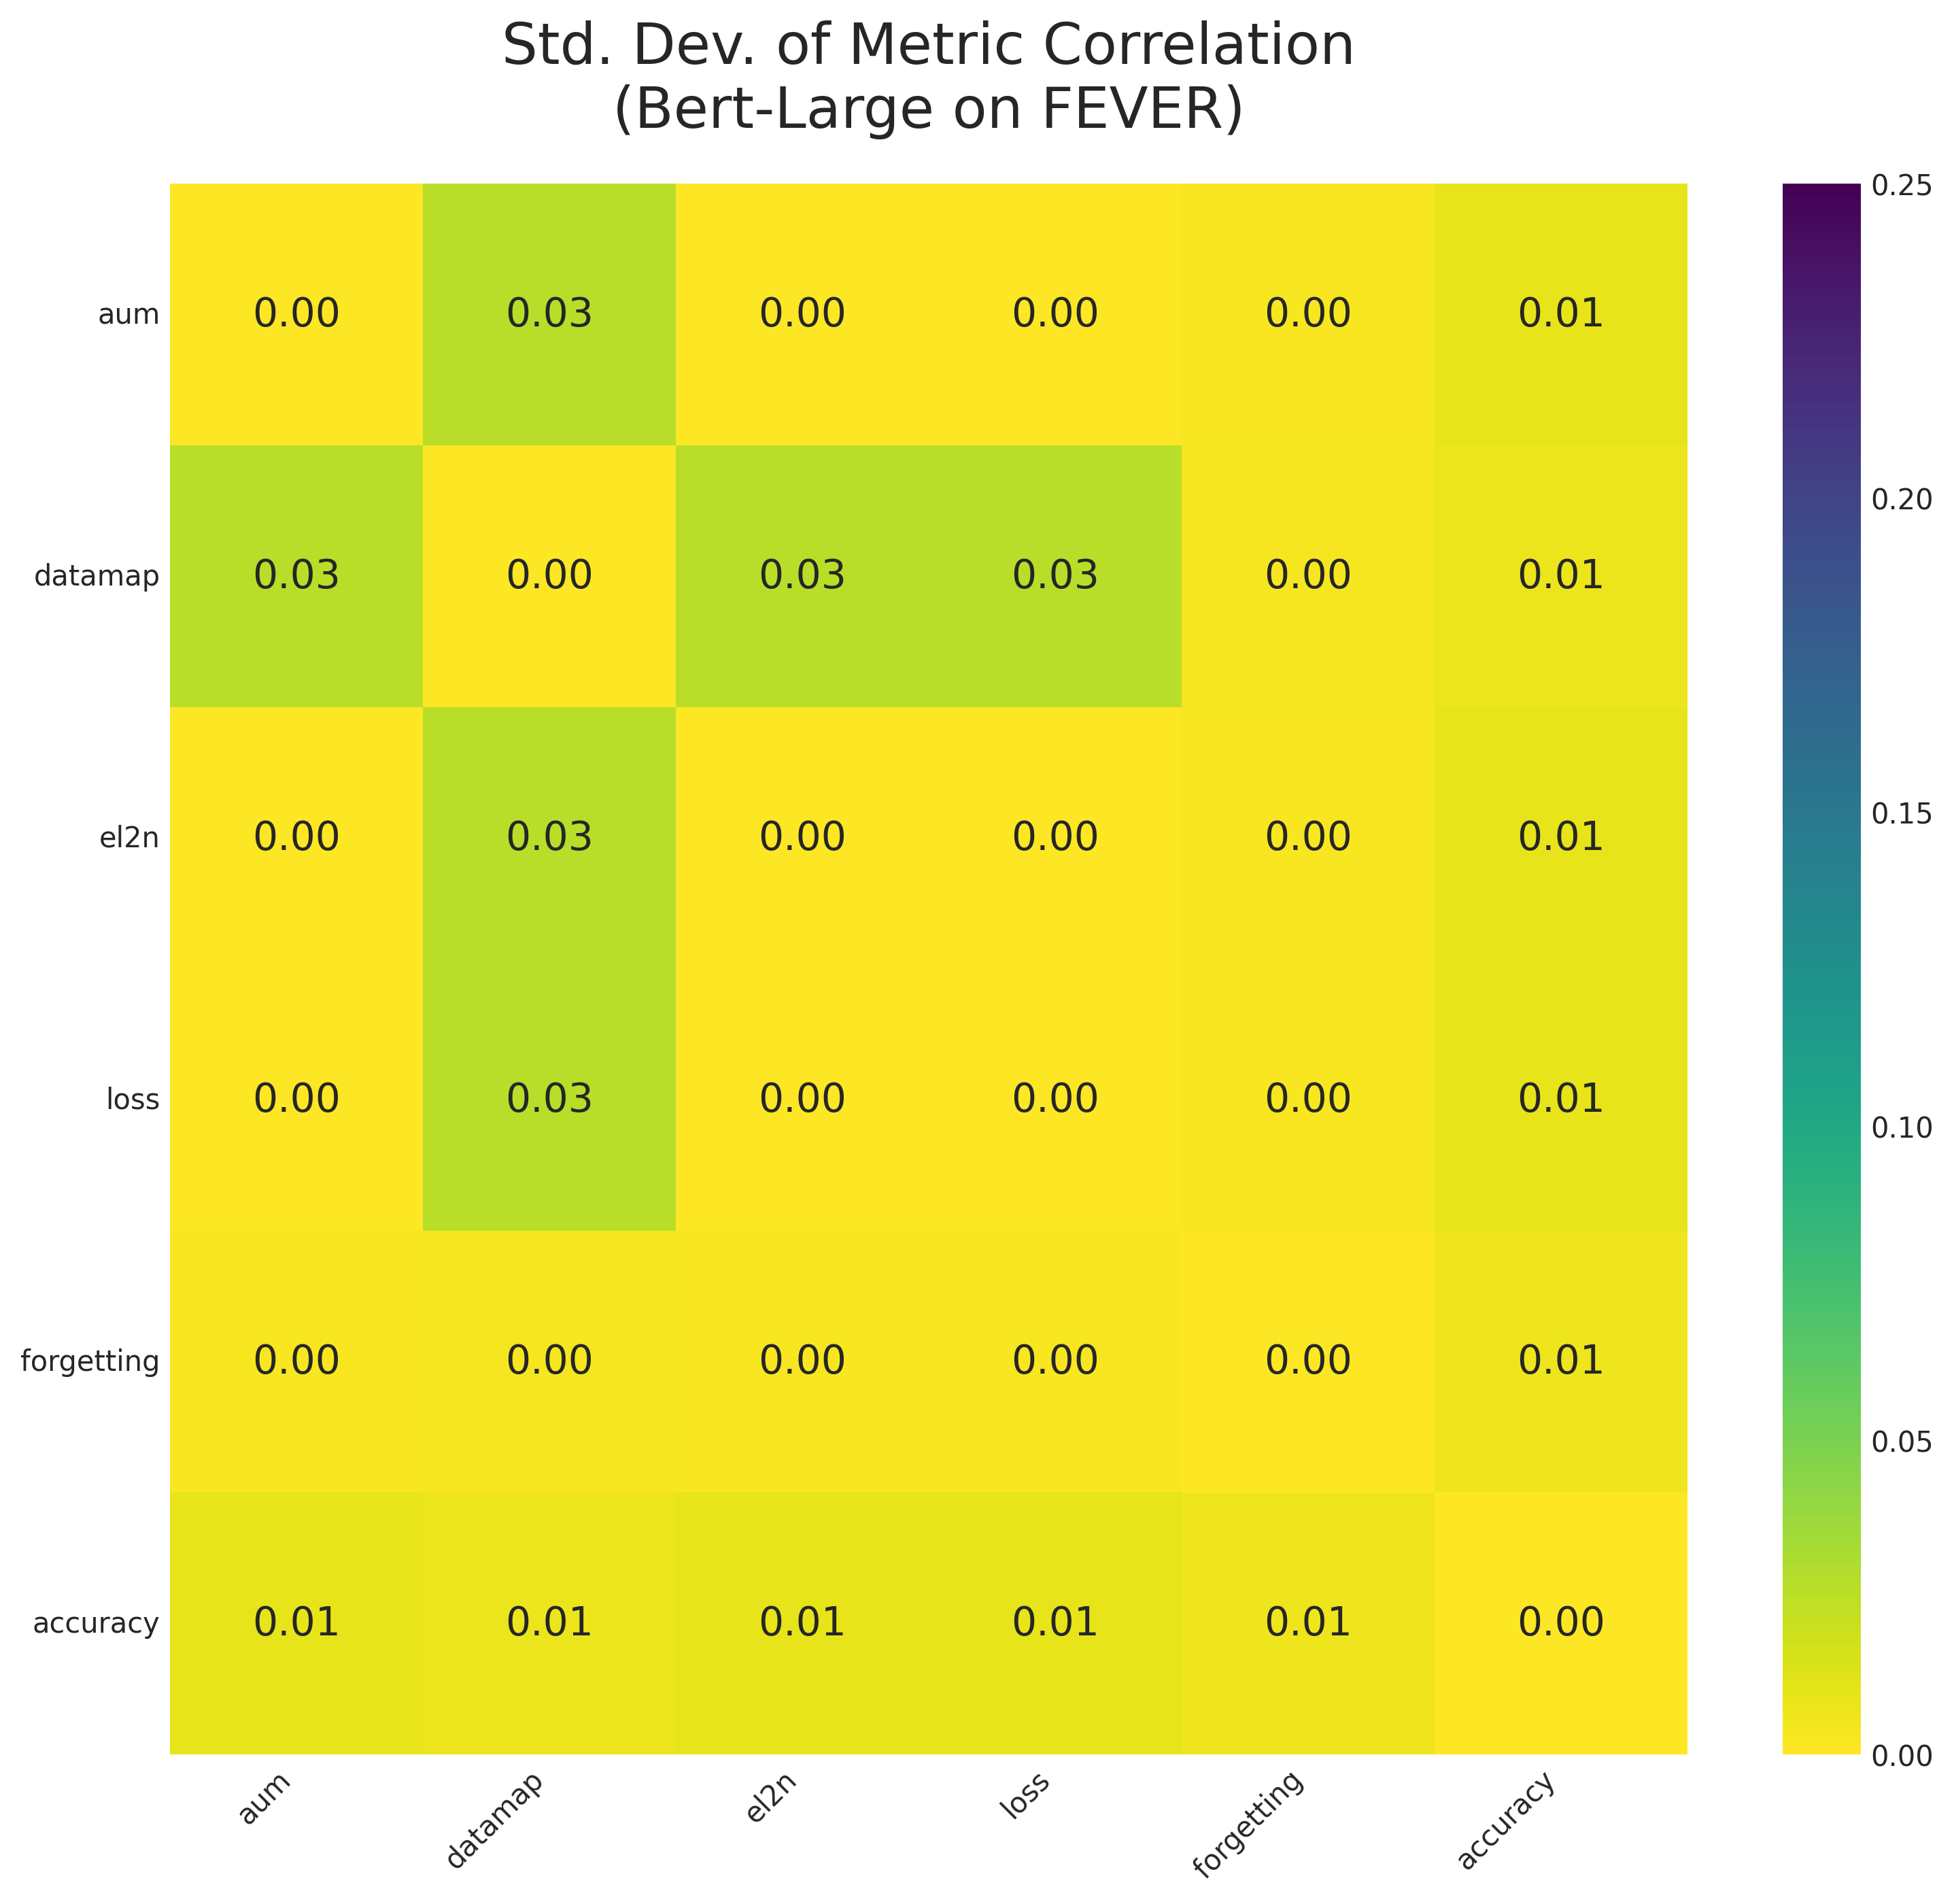 Std. Dev. of Metric Correlation
(Bert-Large on FEVER)
aum 0.00 0.03 0.00 0.00 0.00 0.01
datamap 0.03 0.00 0.03 0.03 0.00 0.01
el2n 0.00 0.03 0.00 0.00 0.00 0.01
loss 0.00 0.03 0.00 0.00 0.00 0.01
forgetting 0.00 0.00 0.00 0.00 0.00 0.01
accuracy 0.01 0.01 0.01 0.01 0.01 0.00
aum datamap el2n loss forgetting accuracy
0.25
0.20
0.15
0.10
0.05
0.00